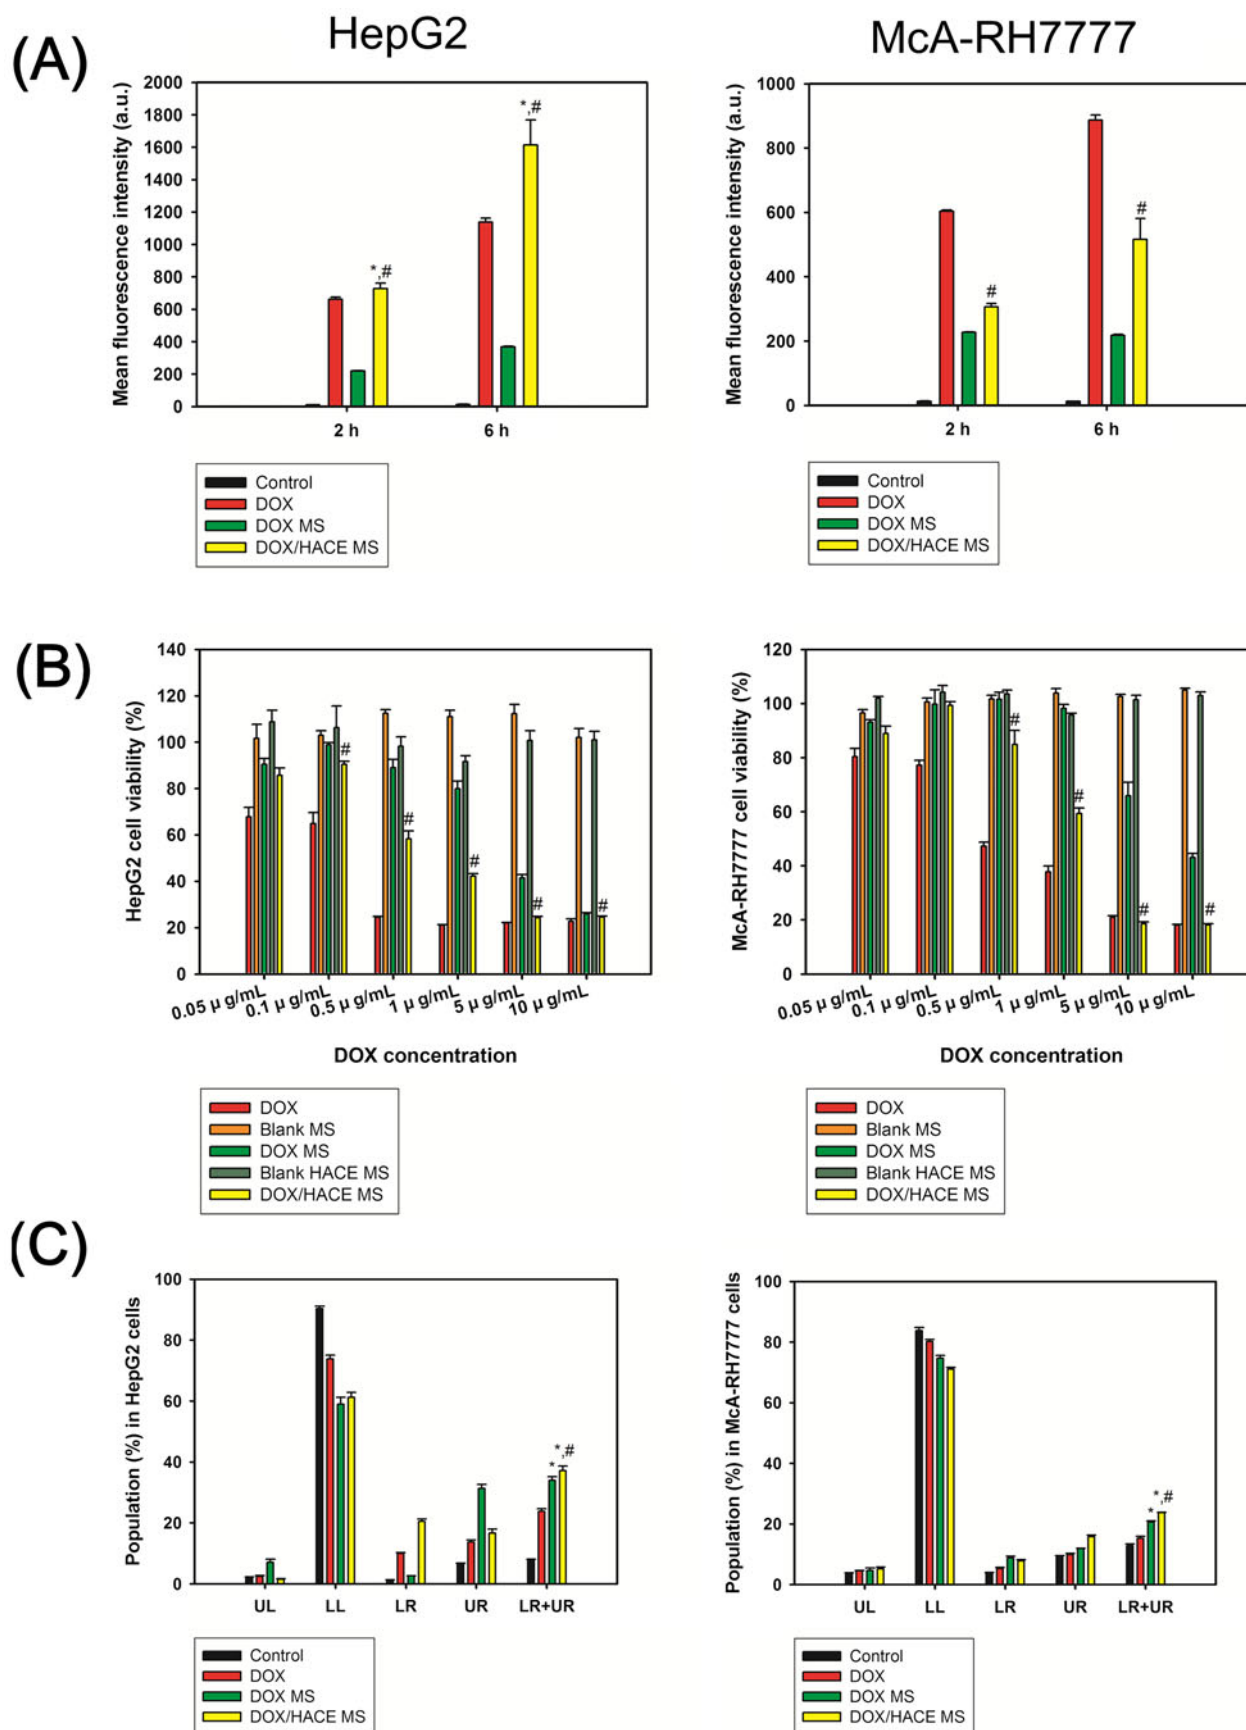 HepG2
McA-RH7777
(A)
Mean fluorescence intensity (a.u.)
2000
1800
1600
1400
1200
1000
800
600
400
200
0
*,#
*,#
2 h
6 h
Control
DOX
DOX MS
DOX/HACE MS
Mean fluorescence intensity (a.u.)
1000
800
600
400
200
0
#
#
2 h
6 h
Control
DOX
DOX MS
DOX/HACE MS
(B)
HepG2 cell viability (%)
140
120
100
80
60
40
20
0
#
#
#
#
#
0.05 µ g/mL
0.1 µ g/mL
0.5 µ g/mL
1 µ g/mL
5 µ g/mL
10 µ g/mL
DOX concentration
DOX
Blank MS
DOX MS
Blank HACE MS
DOX/HACE MS
McA-RH7777 cell viability (%)
120
100
80
60
40
20
0
#
#
#
#
0.05 µ g/mL
0.1 µ g/mL
0.5 µ g/mL
1 µ g/mL
5 µ g/mL
10 µ g/mL
DOX concentration
DOX
Blank MS
DOX MS
Blank HACE MS
DOX/HACE MS
(C)
Population (%) in HepG2 cells
100
80
60
40
20
0
*
*,#
UL
LL
LR
UR
LR+UR
Control
DOX
DOX MS
DOX/HACE MS
Population (%) in McA-RH7777 cells
100
80
60
40
20
0
*
*,#
UL
LL
LR
UR
LR+UR
Control
DOX
DOX MS
DOX/HACE MS